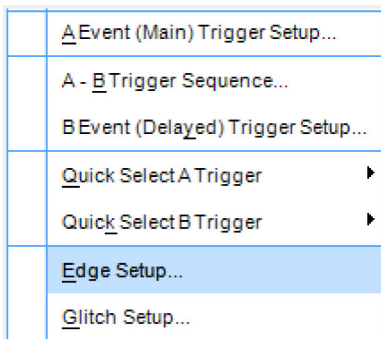 A Event (Main) Trigger Setup...
A - B Trigger Sequence...
B Event (Delayed) Trigger Setup...
Quick Select A Trigger
Quick Select B Trigger
Edge Setup...
Glitch Setup...